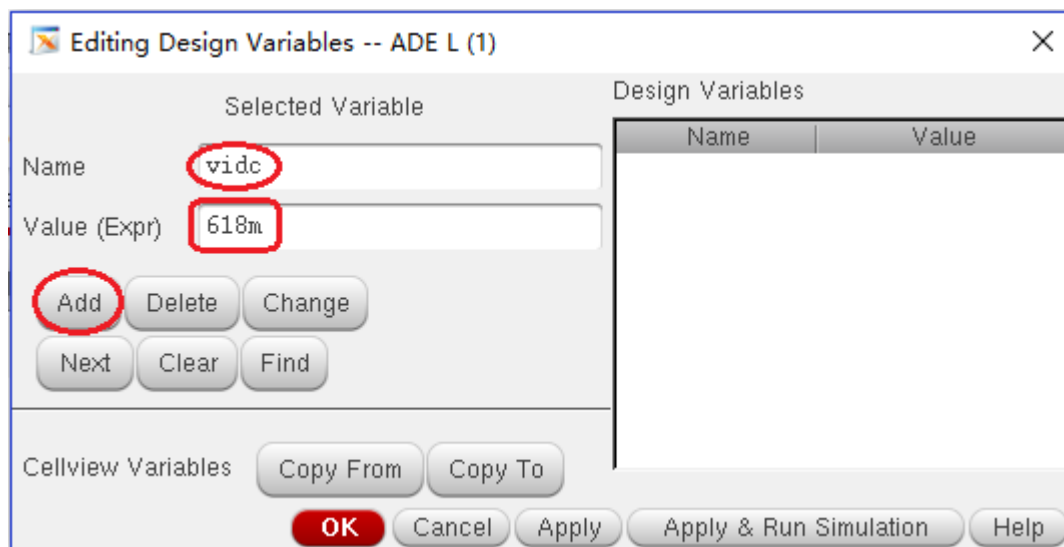 Editing Design Variables -- ADE L (1)
Selected Variable
Name vidc
Value (Expr) 618m
Add Delete Change
Next Clear Find
Cellview Variables Copy From Copy To
Design Variables
Name Value
OK Cancel Apply Apply & Run Simulation Help